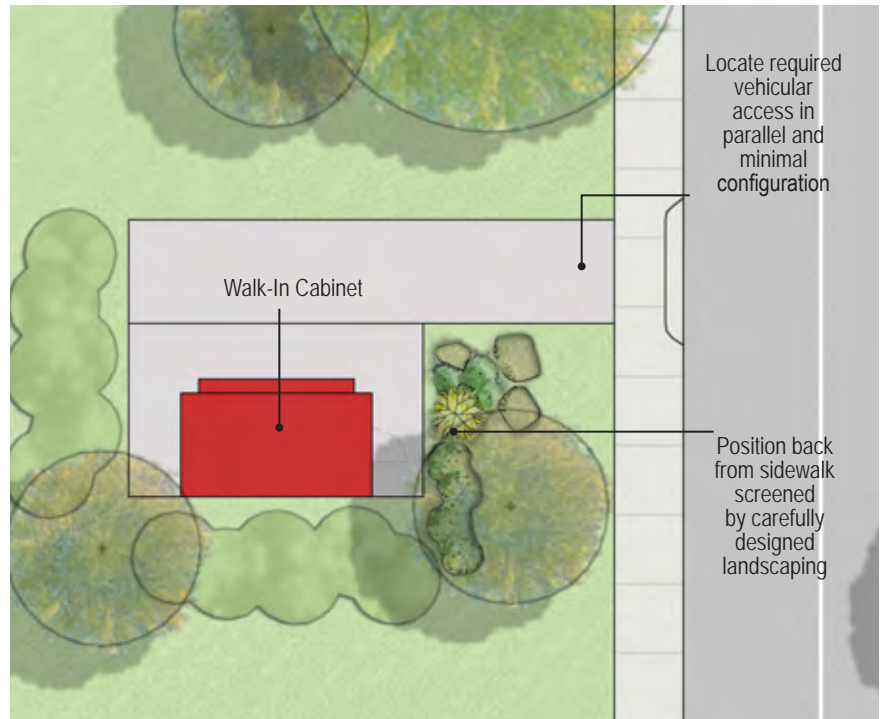 Locate required
vehicular
access in
parallel and
minimal
configuration
Walk-In Cabinet
Position back
from sidewalk
screened
by carefully
designed
landscaping